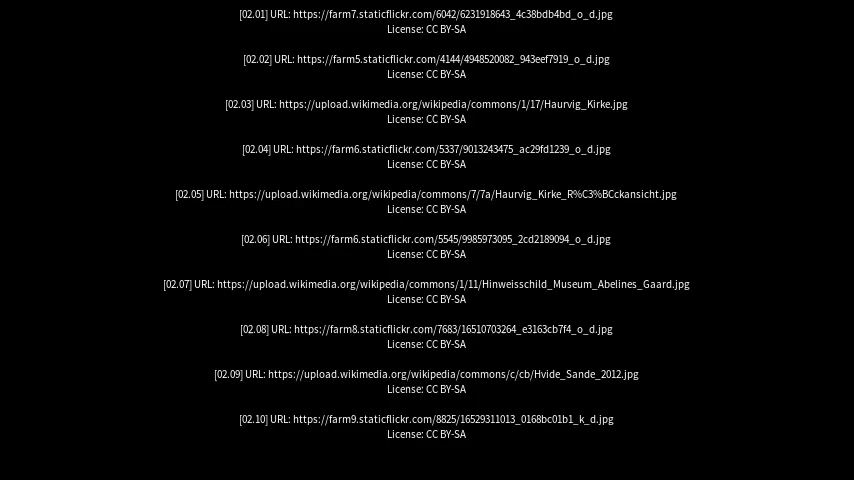 [02.01] URL: https://farm7.staticflickr.com/6042/6231918643_4c38bdb4bd_o_d.jpg
License: CC BY-SA
[02.02] URL: https://farm5.staticflickr.com/4144/4948520082_943eef7919_o_d.jpg
License: CC BY-SA
[02.03] URL: https://upload.wikimedia.org/wikipedia/commons/1/17/Haurvig_Kirke.jpg
License: CC BY-SA
[02.04] URL: https://farm6.staticflickr.com/5337/9013243475_ac29fd1239_o_d.jpg
License: CC BY-SA
[02.05] URL: https://upload.wikimedia.org/wikipedia/commons/7/7a/Haurvig_Kirke_R%C3%BCckansicht.jpg
License: CC BY-SA
[02.06] URL: https://farm6.staticflickr.com/5545/9985973095_2cd2189094_o_d.jpg
License: CC BY-SA
[02.07] URL: https://upload.wikimedia.org/wikipedia/commons/1/11/Hinweisschild_Museum_Abelines_Gaard.jpg
License: CC BY-SA
[02.08] URL: https://farm8.staticflickr.com/7683/16510703264_e3163cb7f4_o_d.jpg
License: CC BY-SA
[02.09] URL: https://upload.wikimedia.org/wikipedia/commons/c/cb/Hvide_Sande_2012.jpg
License: CC BY-SA
[02.10] URL: https://farm9.staticflickr.com/8825/16529311013_0168bc01b1_k_d.jpg
License: CC BY-SA